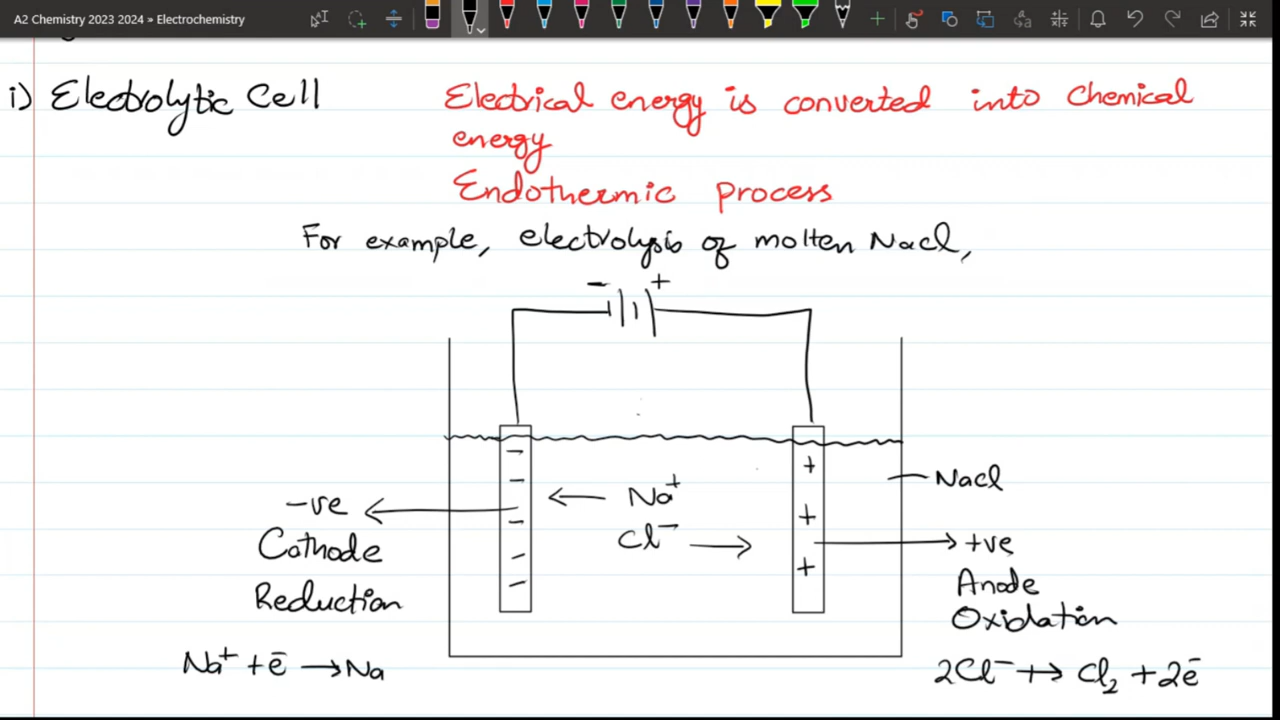 A2 Chemistry 2023 2024 » Electrochemistry
i) Electrolytic Cell
Electrical energy is converted into chemical
energy
Endothermic process
For example, electrolysis of molten NaCl,
− +
− +
− +
− +
−
−
Na⁺
Cl⁻
NaCl
-ve
Cathode
Reduction
+ve
Anode
Oxidation
Na⁺ + ē → Na
2Cl⁻ → Cl₂ + 2ē